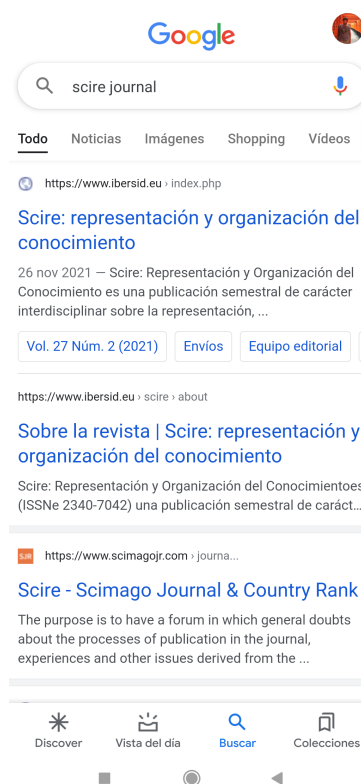 Google
scire journal
Todo Noticias Imágenes Shopping Vídeos
https://www.ibersid.eu › index.php
Scire: representación y organización del
conocimiento
26 nov 2021 — Scire: Representación y Organización del
Conocimiento es una publicación semestral de carácter
interdisciplinar sobre la representación, ...
Vol. 27 Núm. 2 (2021) Envíos Equipo editorial
https://www.ibersid.eu › scire › about
Sobre la revista | Scire: representación y
organización del conocimiento
Scire: Representación y Organización del Conocimientoes
(ISSNe 2340-7042) una publicación semestral de caráct...
SJR https://www.scimagojr.com › journa...
Scire - Scimago Journal & Country Rank
The purpose is to have a forum in which general doubts
about the processes of publication in the journal,
experiences and other issues derived from the ...
Discover Vista del día Buscar Colecciones